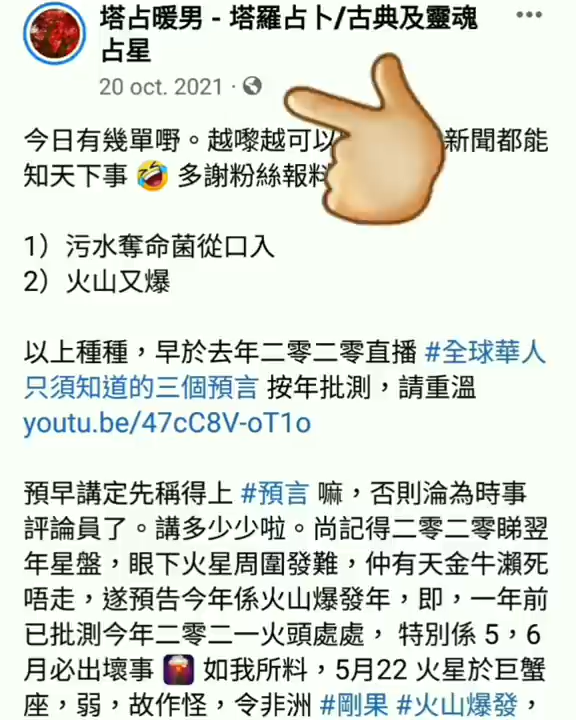 塔占暖男 - 塔羅占卜/古典及靈魂
占星
20 oct. 2021 ·
今日有幾單嘢。越嚟越可以 新聞都能
知天下事 🤣 多謝粉絲報料
1）污水奪命菌從口入
2）火山又爆
以上種種，早於去年二零二零直播 #全球華人
只須知道的三個預言 按年批測，請重溫
youtu.be/47cC8V-oT1o
預早講定先稱得上 #預言 嘛，否則淪為時事
評論員了。講多少少啦。尚記得二零二零睇翌
年星盤，眼下火星周圍發難，仲有天金牛瀨死
唔走，遂預告今年係火山爆發年，即，一年前
已批測今年二零二一火頭處處， 特別係 5，6
月必出壞事 🌋 如我所料，5月22 火星於巨蟹
座，弱，故作怪，令非洲 #剛果 #火山爆發，